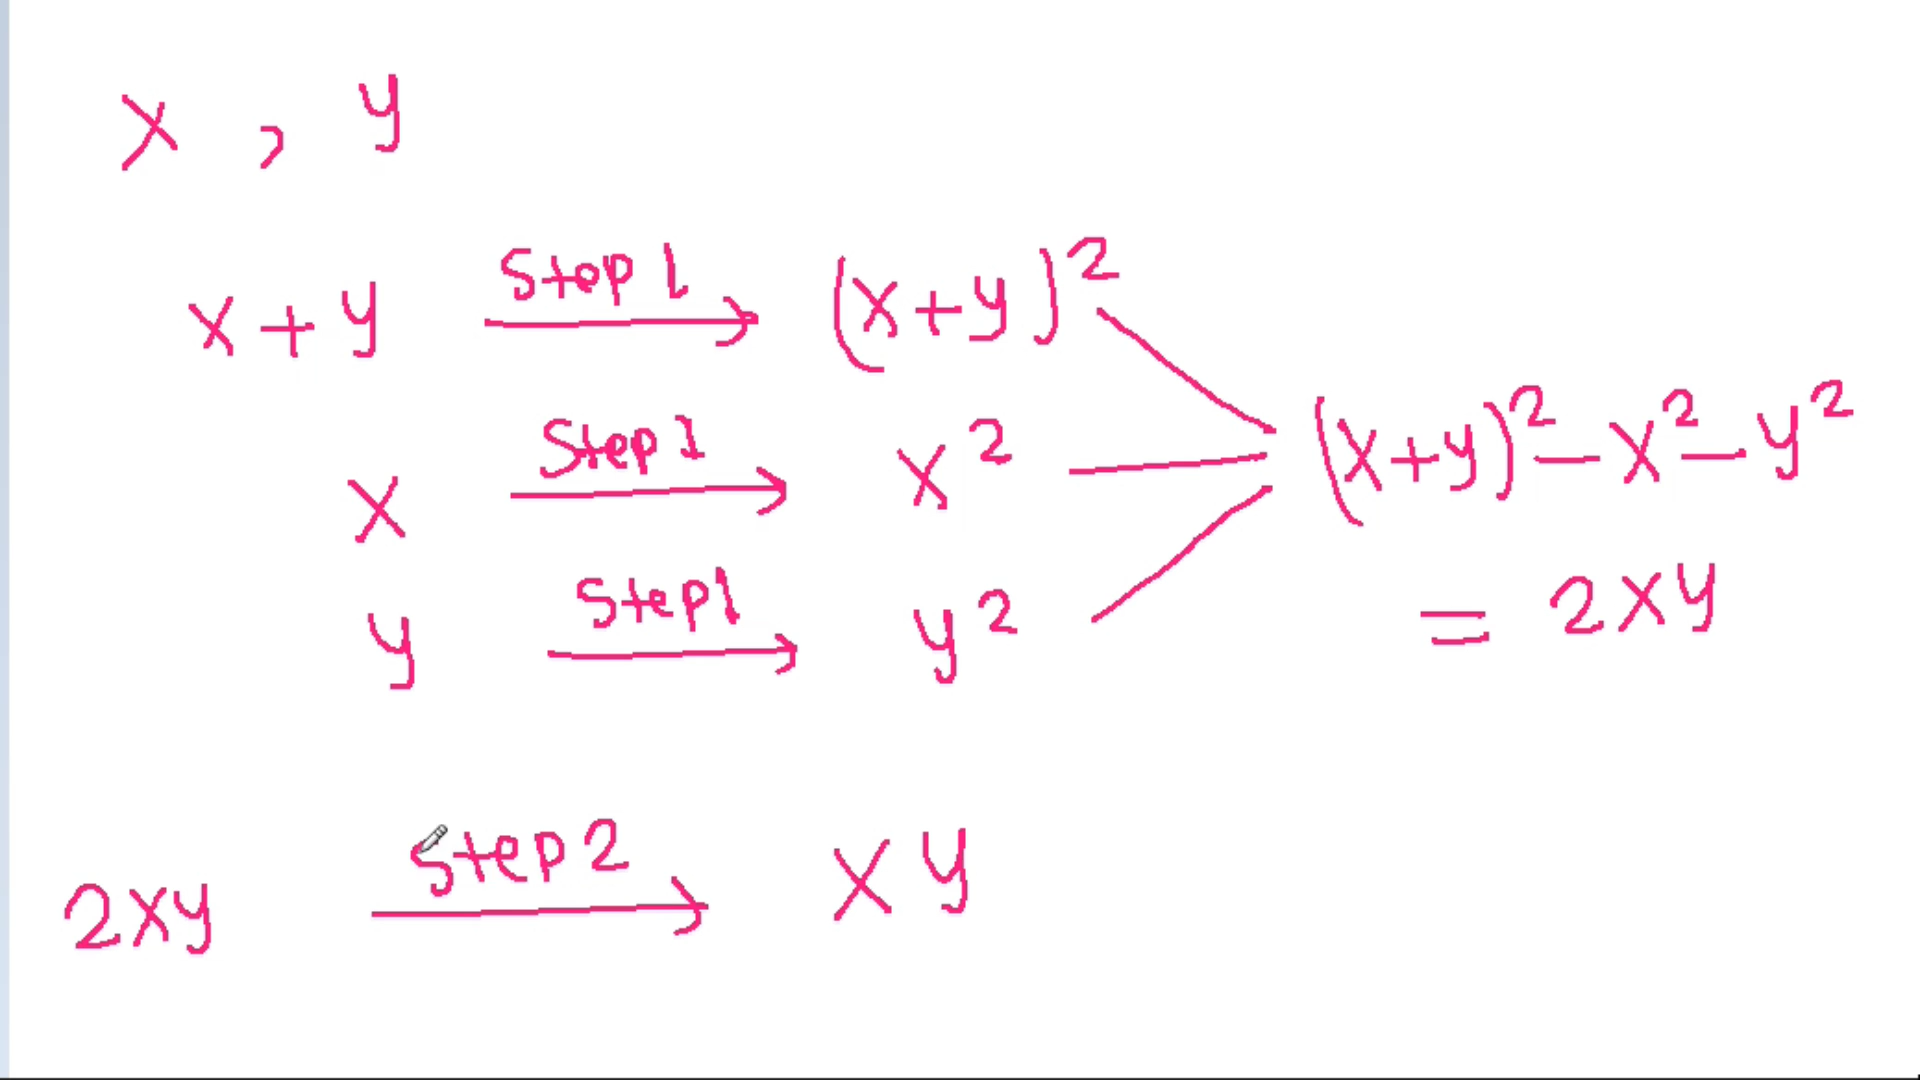 x , y
Step 1
x+y → (x+y)²
Step 1
x → x²
(x+y)²-x²-y²
Step 1
y → y²
= 2xy
Step 2
2xy → xy